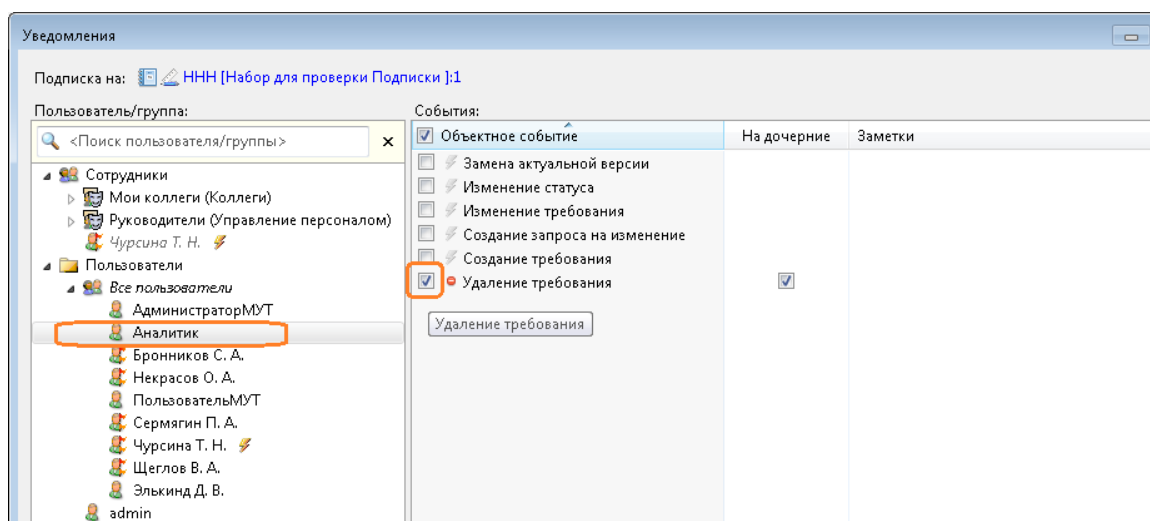 Уведомления
Подписка на: ННН [Набор для проверки Подписки ]:1
Пользователь/группа:
<Поиск пользователя/группы> x
Сотрудники
Мои коллеги (Коллеги)
Руководители (Управление персоналом)
Чурсина Т. Н.
Пользователи
Все пользователи
АдминистраторМУТ
Аналитик
Бронников С. А.
Некрасов О. А.
ПользовательМУТ
Сермягин П. А.
Чурсина Т. Н.
Щеглов В. А.
Элькинд Д. В.
admin
События:
Объектное событие На дочерние Заметки
Замена актуальной версии
Изменение статуса
Изменение требования
Создание запроса на изменение
Создание требования
Удаление требования
Удаление требования